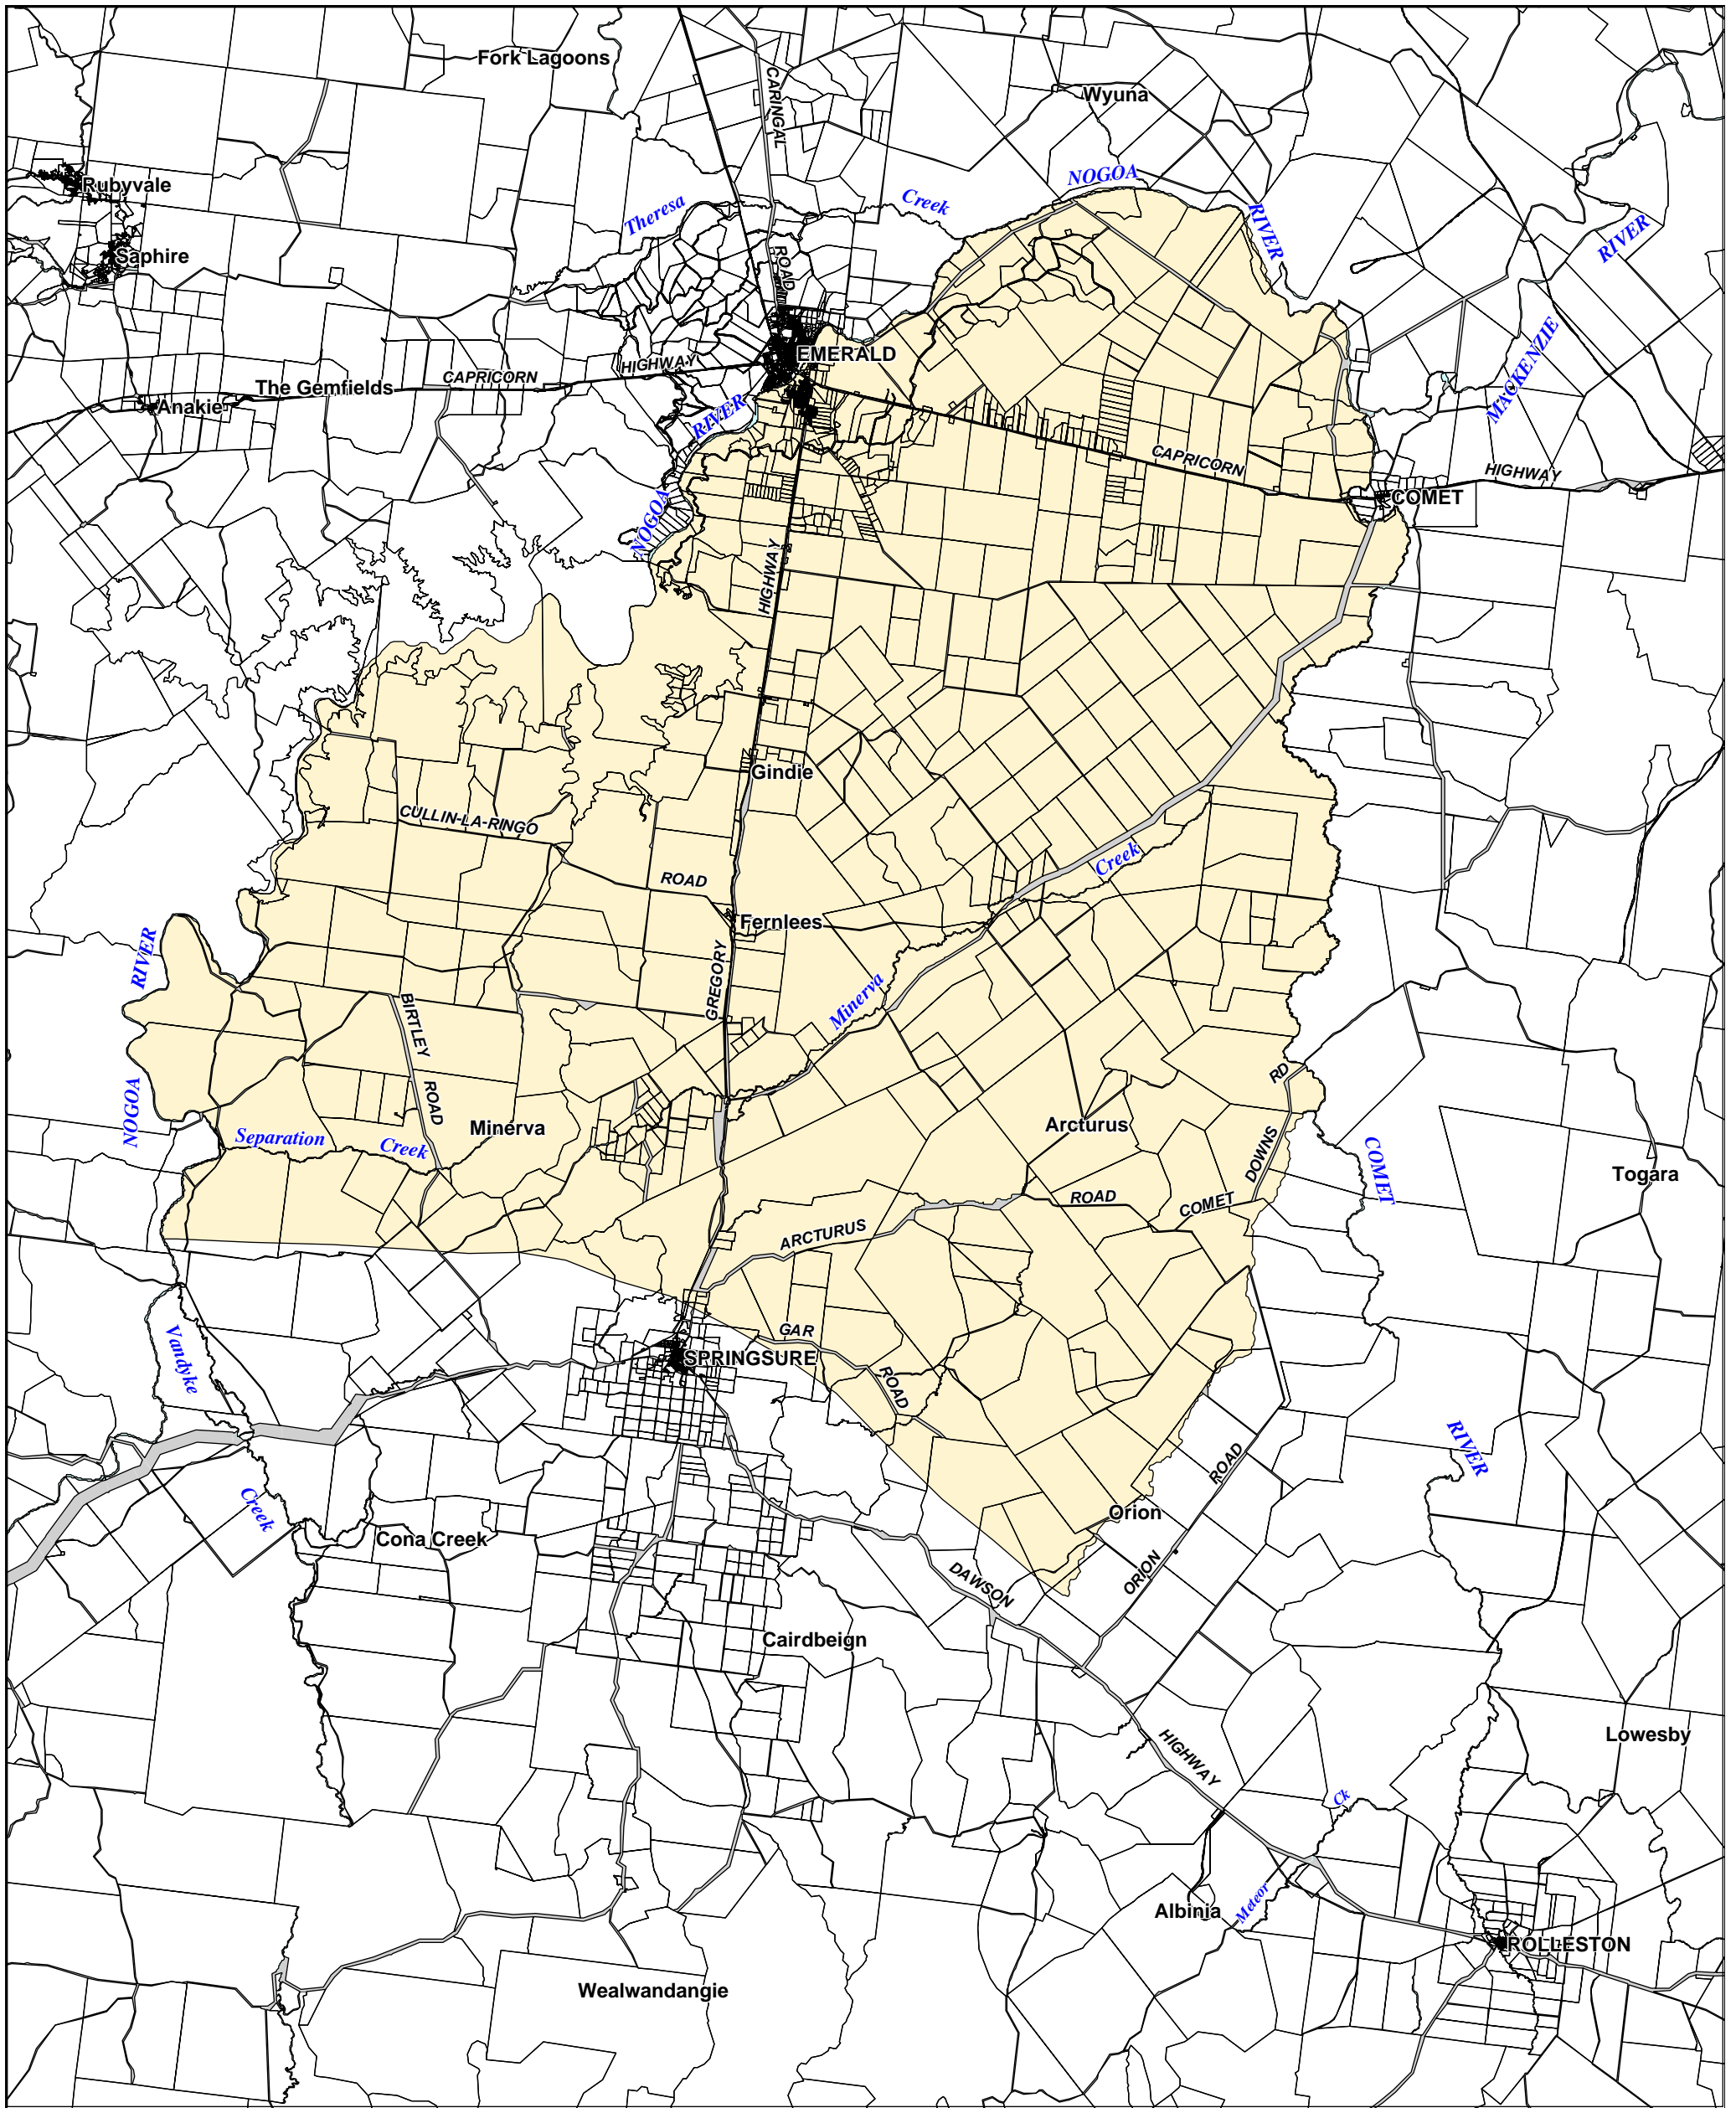 Fork Lagoons
CARINGAL
Wyuna
NOGOA
Rubyvale
Creek
Theresa
RIVER
RIVER
Saphire
ROAD
MACKENZIE
EMERALD
HIGHWAY
CAPRICORN
The Gemfields
Anakie
RIVER
CAPRICORN
HIGHWAY
COMET
NOGOA
HIGHWAY
Gindie
CULLIN-LA-RINGO
Creek
ROAD
Fernlees
RIVER
GREGORY
Minerva
BIRTLEY
RD
ROAD
NOGOA
Minerva
Arcturus
Separation
Creek
DOWNS
COMET
Togara
ROAD
COMET
ARCTURUS
GAR
Vandyke
SPRINGSURE
ROAD
RIVER
ROAD
Creek
Orion
Cona Creek
DAWSON
ORION
Cairdbeign
Lowesby
HIGHWAY
Ck
Meteor
Albinia
ROLLESTON
Wealwandangie